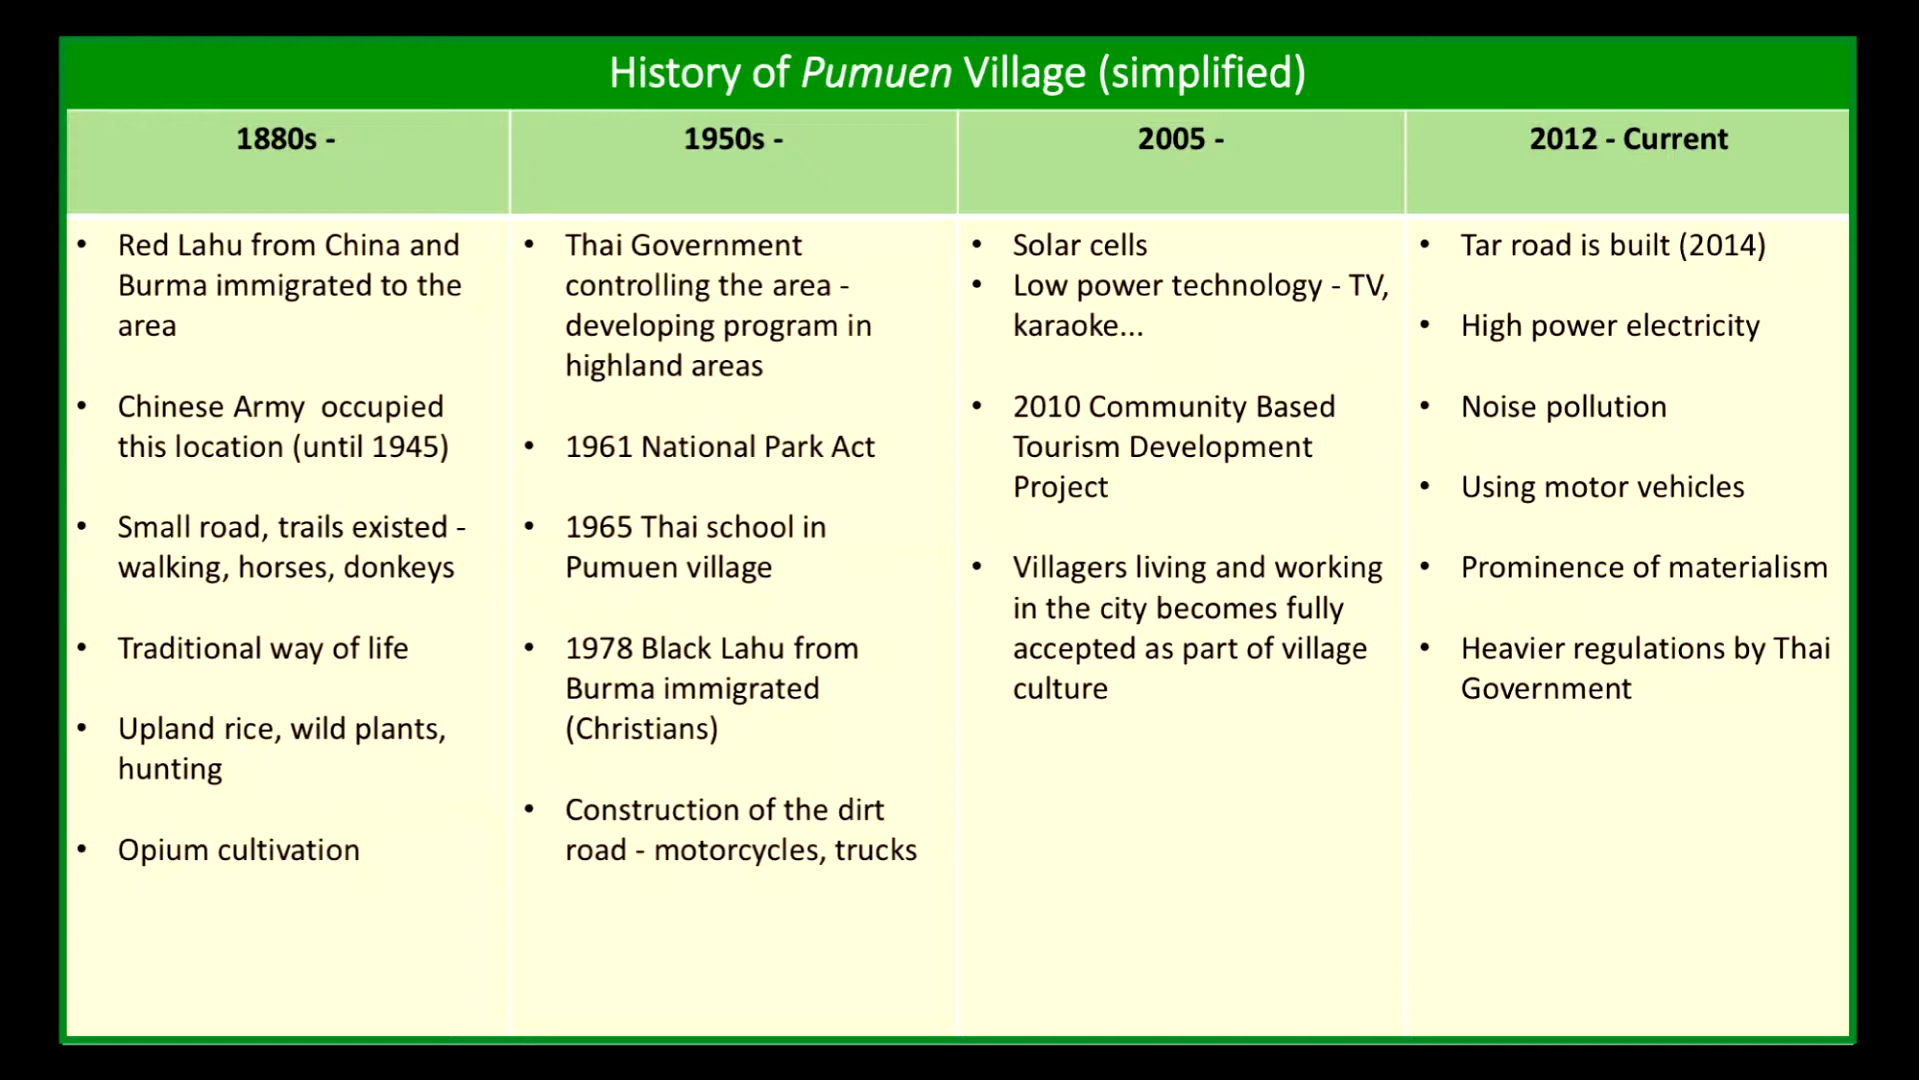 History of Pumuen Village (simplified)
1880s -
Red Lahu from China and
Burma immigrated to the
area
Chinese Army occupied
this location (until 1945)
Small road, trails existed -
walking, horses, donkeys
Traditional way of life
Upland rice, wild plants,
hunting
Opium cultivation
1950s -
Thai Government
controlling the area -
developing program in
highland areas
1961 National Park Act
1965 Thai school in
Pumuen village
1978 Black Lahu from
Burma immigrated
(Christians)
Construction of the dirt
road - motorcycles, trucks
2005 -
Solar cells
Low power technology - TV,
karaoke...
2010 Community Based
Tourism Development
Project
Villagers living and working
in the city becomes fully
accepted as part of village
culture
2012 - Current
Tar road is built (2014)
High power electricity
Noise pollution
Using motor vehicles
Prominence of materialism
Heavier regulations by Thai
Government